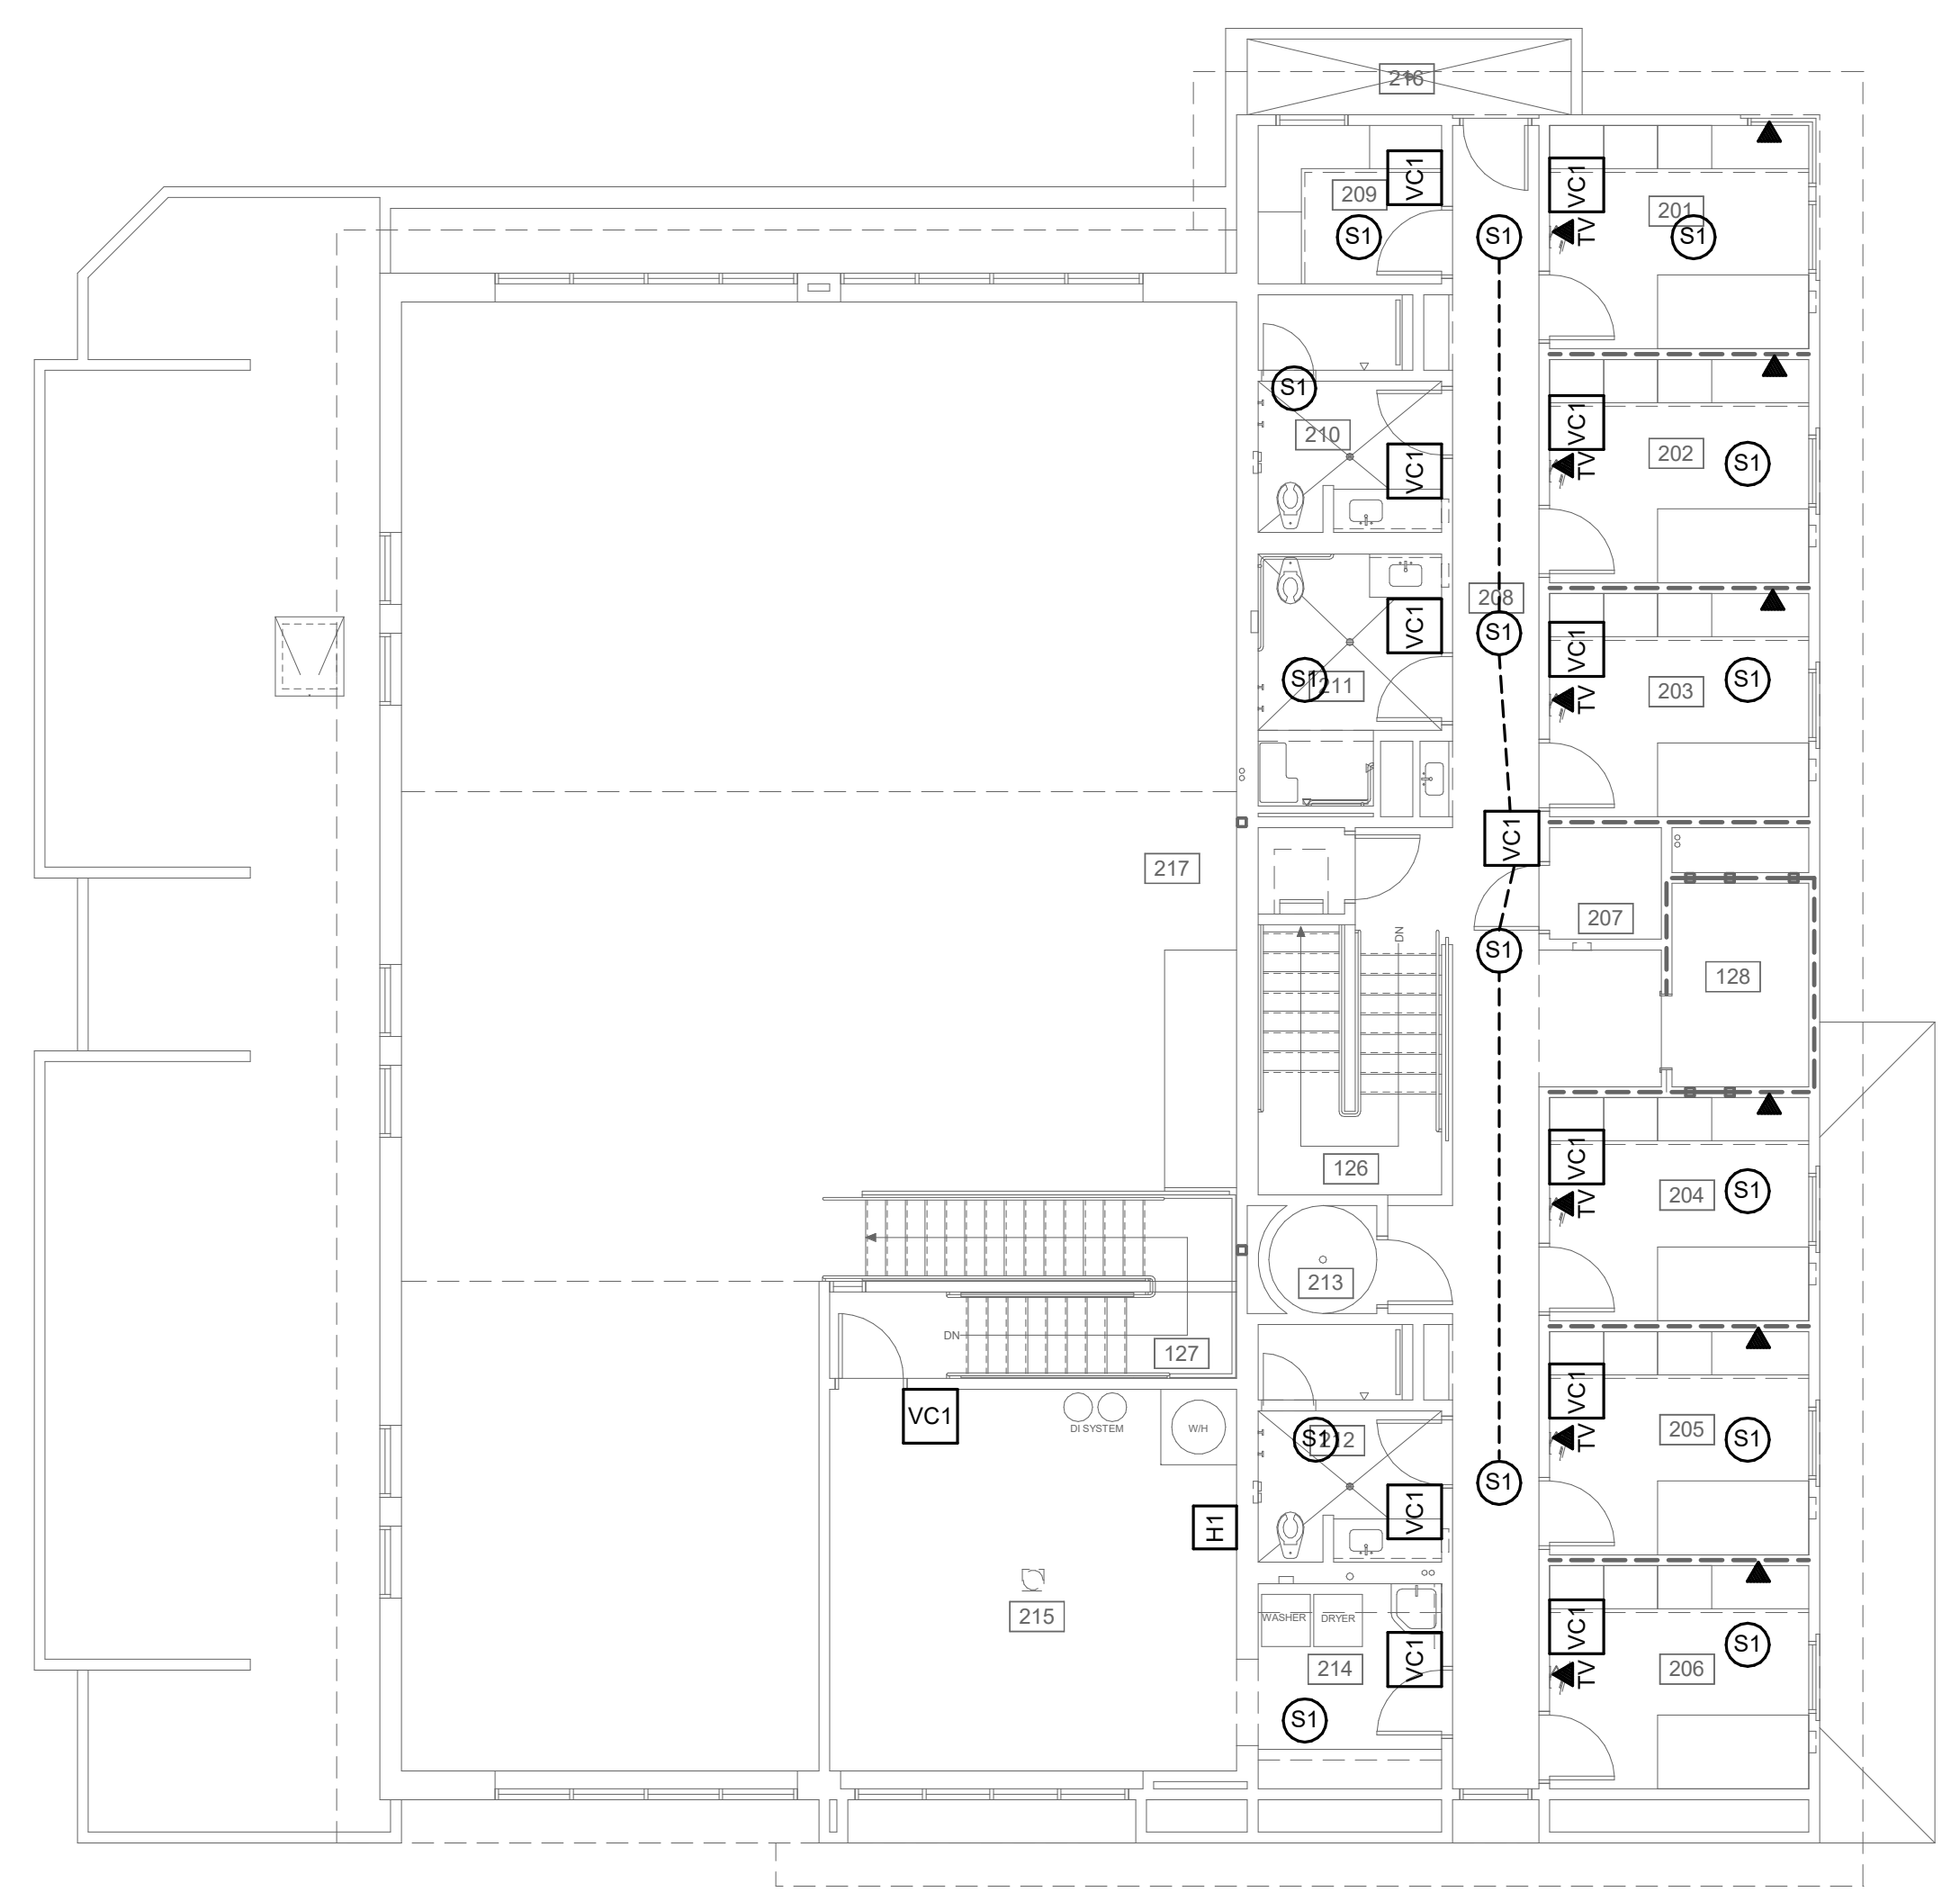 216
VC1
VC1
209
201
S1
S1
TV
S1
S1
210
VC1
VC1
202
S1
TV
VC1
208
S1
VC1
S1
211
VC1
203
S1
TV
217
VC1
207
S1
DN
128
126
VC1
204
S1
TV
213
DN
127
VC1
DI SYSTEM
W/H
S1
212
VC1
205
S1
TV
S1
H1
VC1
215
WASHER
DRYER
VC1
214
VC1
206
S1
TV
S1